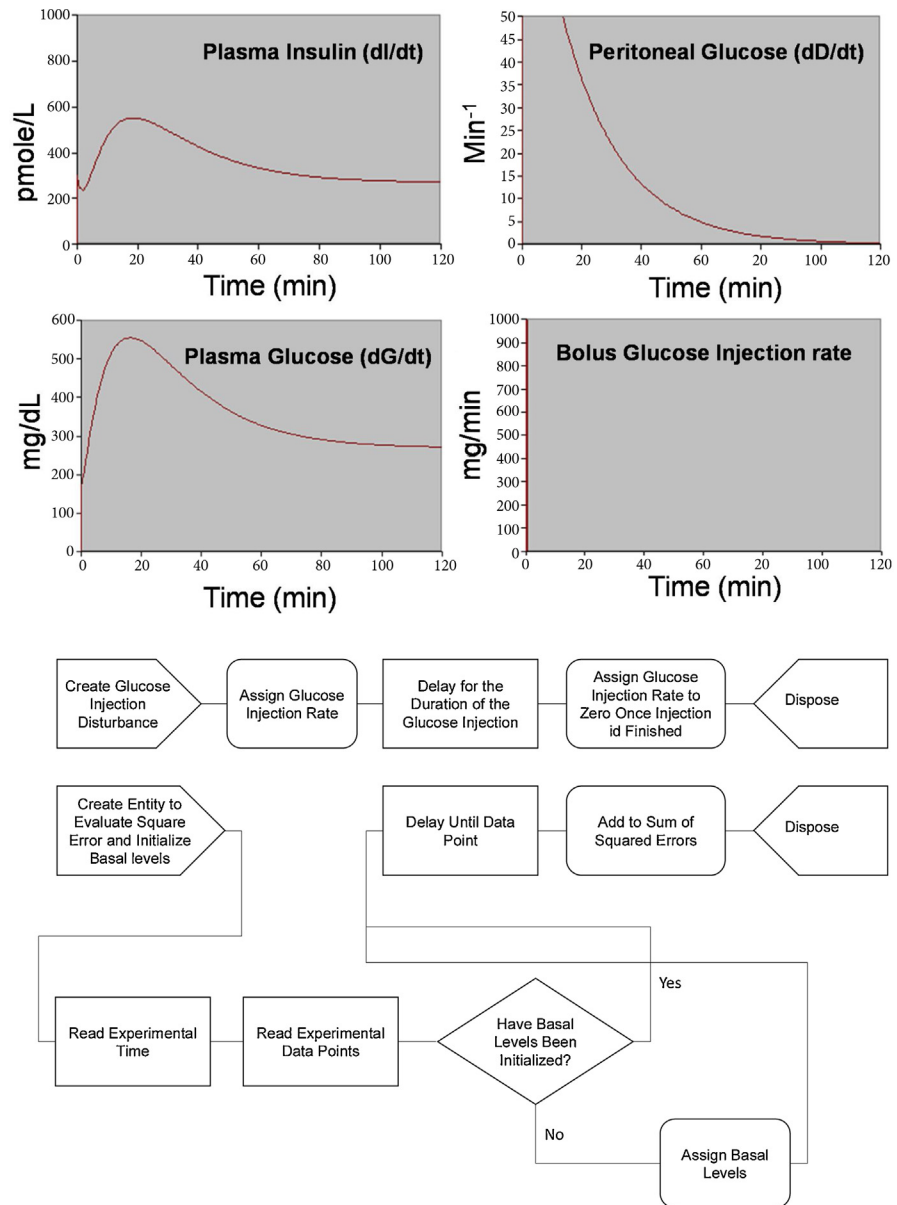 Plasma Insulin (dI/dt)
pmole/L
1000
800
600
400
200
0
0 20 40 60 80 100 120
Time (min)
Peritoneal Glucose (dD/dt)
Min-1
50
45
40
35
30
25
20
15
10
5
0
0 20 40 60 20 100 120
Time (min)
Plasma Glucose (dG/dt)
mg/dL
600
500
400
300
200
100
0
0 20 40 60 80 100 120
Time (min)
Bolus Glucose Injection rate
mg/min
1000
900
800
700
600
500
400
300
200
100
0
0 20 40 60 20 100 120
Time (min)
Create Glucose
Injection
Disturbance
Assign Glucose
Injection Rate
Delay for the
Duration of the
Glucose Injection
Assign Glucose
Injection Rate to
Zero Once Injection
id Finished
Dispose
Create Entity to
Evaluate Square
Error and Initialize
Basal levels
Delay Until Data
Point
Add to Sum of
Squared Errors
Dispose
Read Experimental
Time
Read Experimental
Data Points
Have Basal
Levels Been
Initialized?
Yes
No
Assign Basal
Levels